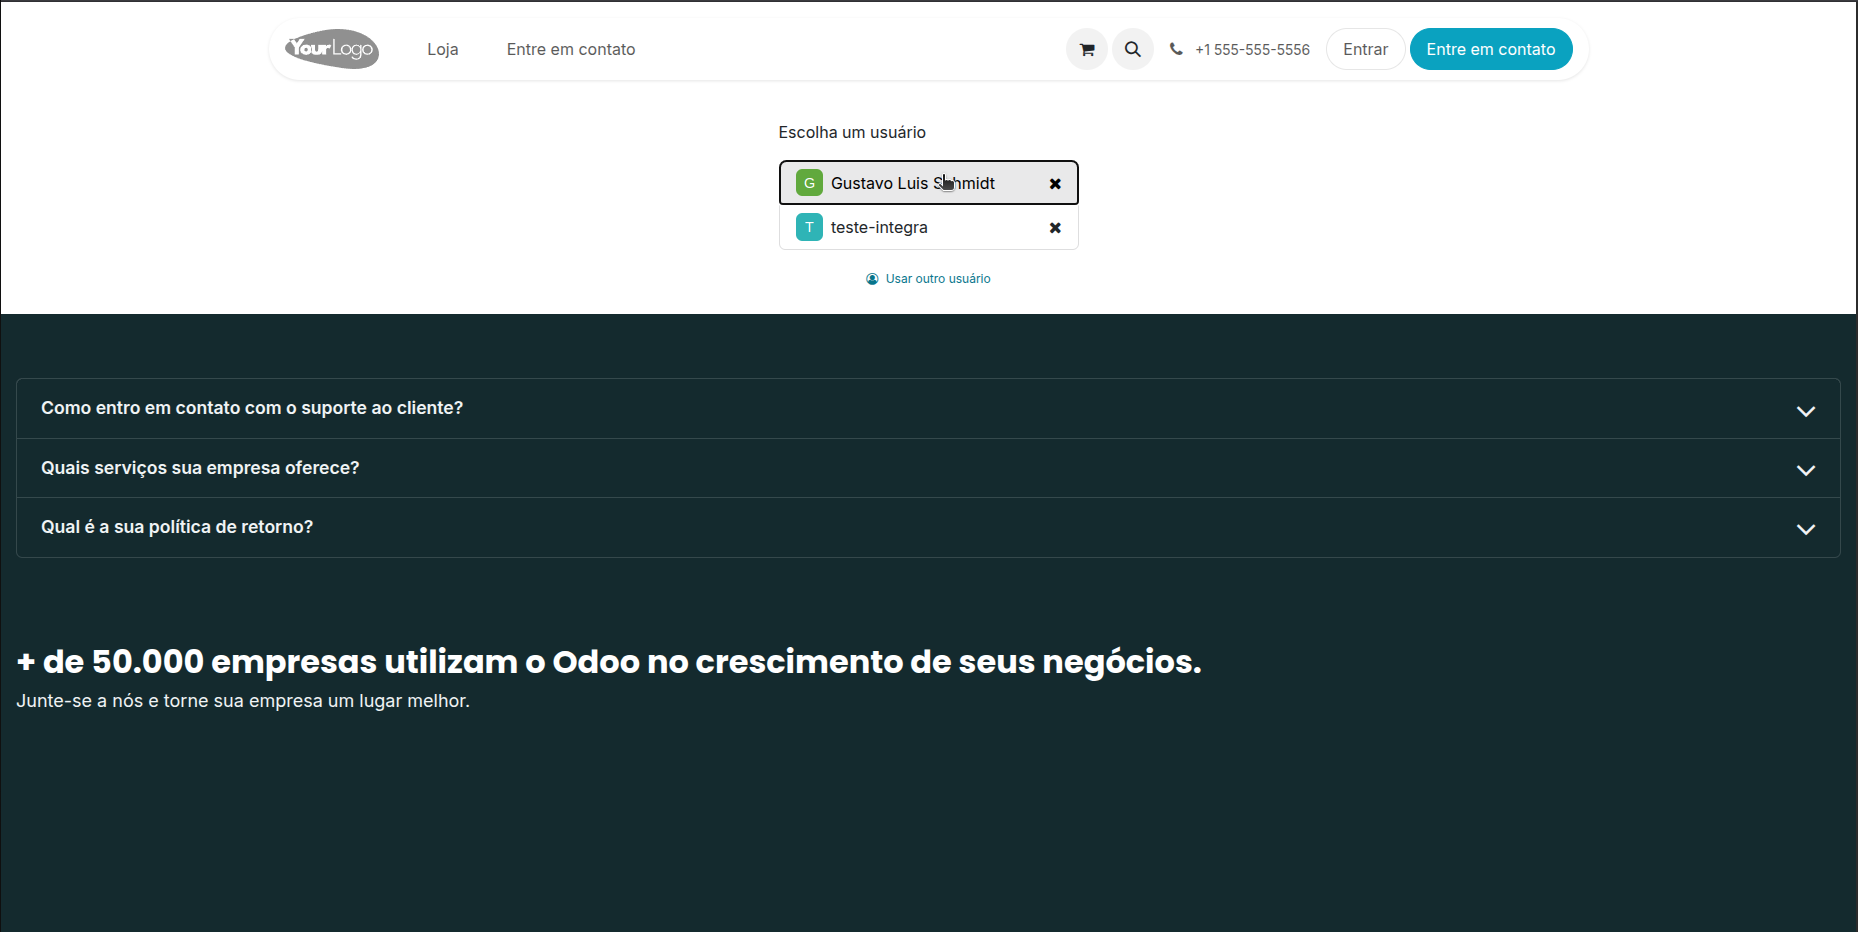 YourLogo
Loja
Entre em contato
+1 555-555-5556
Entrar
Entre em contato
Escolha um usuário
G Gustavo Luis Schmidt
T teste-integra
Usar outro usuário
Como entro em contato com o suporte ao cliente?
Quais serviços sua empresa oferece?
Qual é a sua política de retorno?
+ de 50.000 empresas utilizam o Odoo no crescimento de seus negócios.
Junte-se a nós e torne sua empresa um lugar melhor.